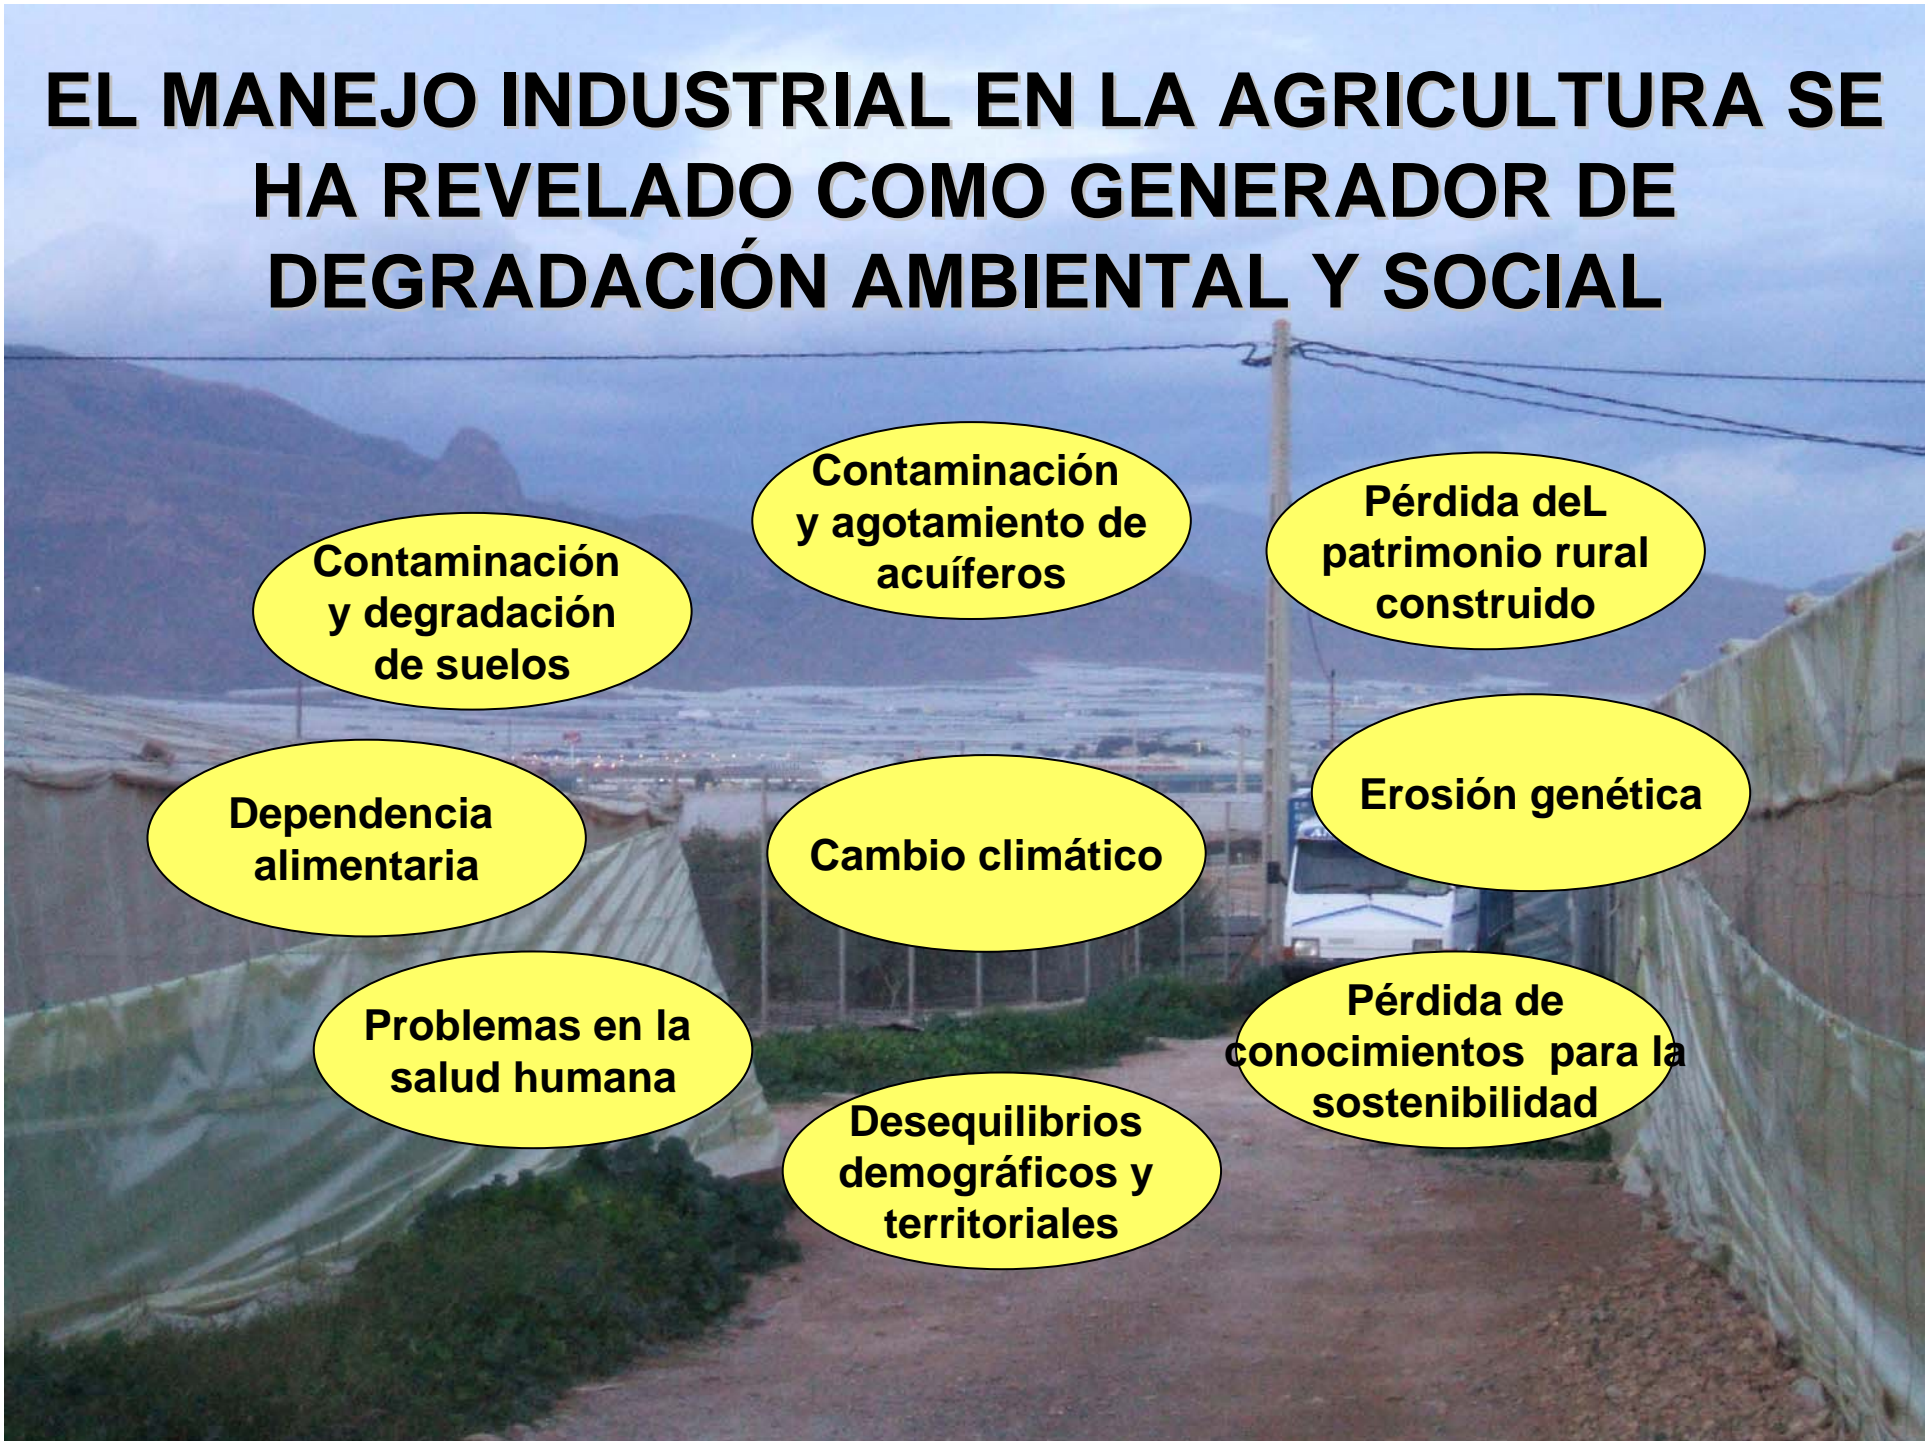 EL MANEJO INDUSTRIAL EN LA AGRICULTURA SE
HA REVELADO COMO GENERADOR DE
DEGRADACIÓN AMBIENTAL Y SOCIAL
Contaminación
y degradación
de suelos
Contaminación
y agotamiento de
acuíferos
Pérdida deL
patrimonio rural
construido
Dependencia
alimentaria
Cambio climático
Erosión genética
Problemas en la
salud humana
Desequilibrios
demográficos y
territoriales
Pérdida de
conocimientos  para la
sostenibilidad